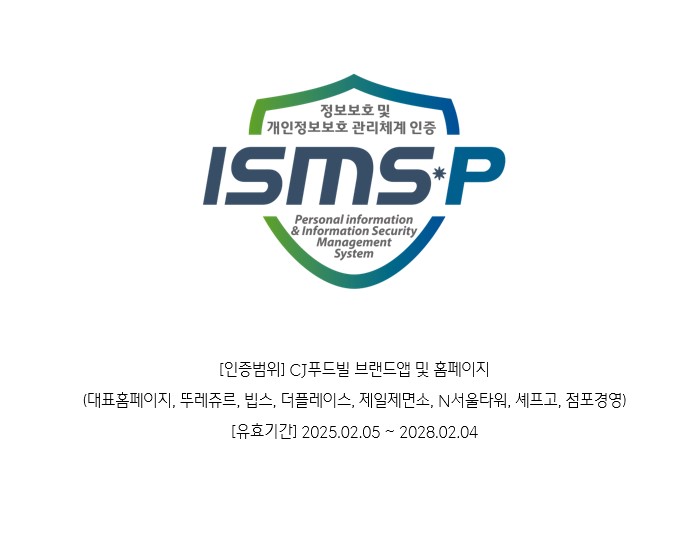 정보보호 및
개인정보보호 관리체계 인증
ISMS*P
Personal information
& Information Security
Management
System
[인증범위] CJ푸드빌 브랜드앱 및 홈페이지
(대표홈페이지, 뚜레쥬르, 빕스, 더플레이스, 제일제면소, N서울타워, 셰프고, 점포경영)
[유효기간] 2025.02.05 ~ 2028.02.04